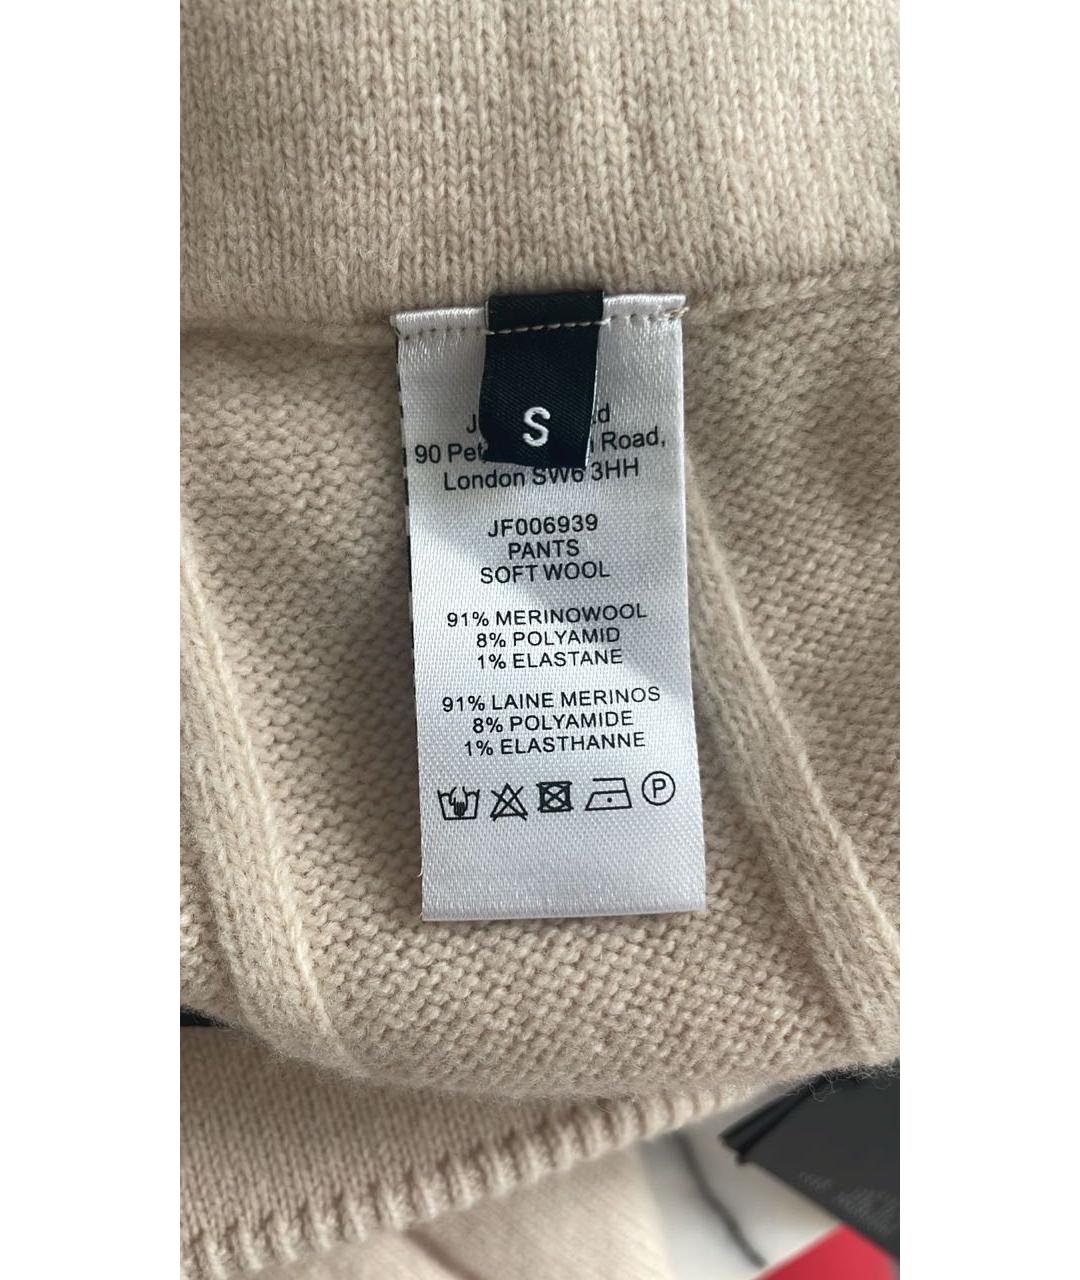 S
90
Road,
London SW6 3HH
JF006939
PANTS
SOFT WOOL
91% MERINOWOOL
8% POLYAMID
1% ELASTANE
91% LAINE MERINOS
8% POLYAMIDE
1% ELASTHANNE
P